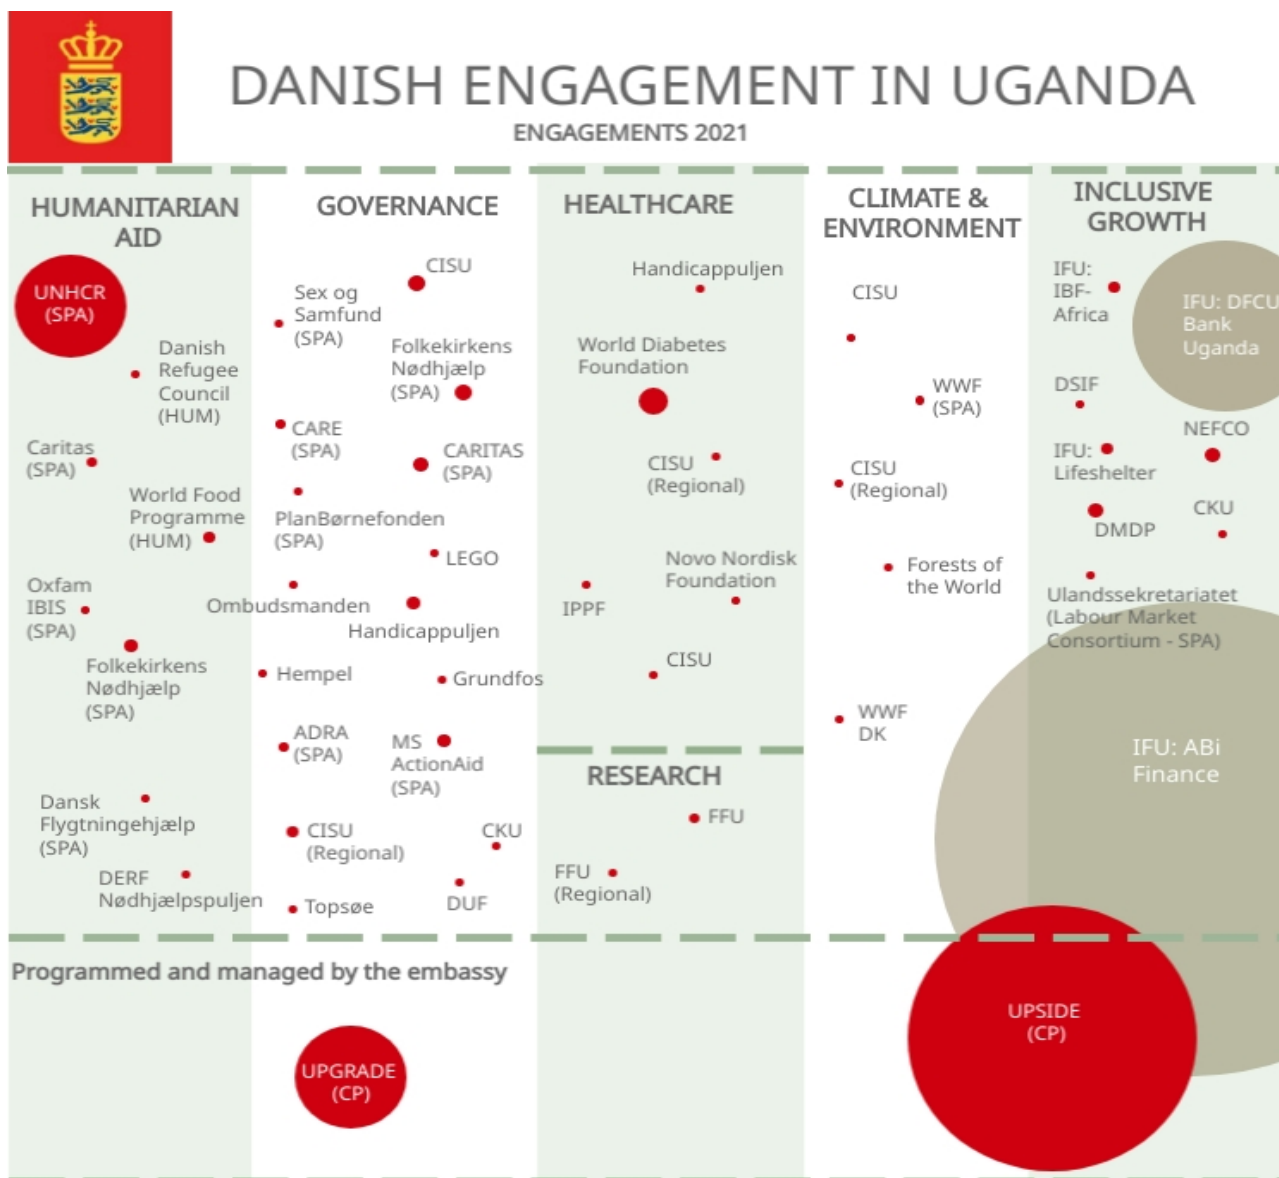 DANISH ENGAGEMENT IN UGANDA
ENGAGEMENTS 2021
HUMANITARIAN
AID
UNHCR
(SPA)
Danish
Refugee
Council
(HUM)
Caritas
(SPA)
World Food
Programme
(HUM)
Oxfam
IBIS
(SPA)
Folkekirkens
Nødhjælp
(SPA)
Dansk
Flygtningehjælp
(SPA)
DERF
Nødhjælpspuljen
GOVERNANCE
CISU
Sex og
Samfund
(SPA)
Folkekirkens
Nødhjælp
(SPA)
CARE
(SPA)
CARITAS
(SPA)
PlanBørnefonden
(SPA)
LEGO
Ombudsmanden
Handicappuljen
Hempel
Grundfos
ADRA
(SPA)
MS
ActionAid
(SPA)
CISU
(Regional)
CKU
DUF
Topsøe
HEALTHCARE
Handicappuljen
World Diabetes
Foundation
CISU
(Regional)
Novo Nordisk
Foundation
IPPF
CISU
RESEARCH
FFU
FFU
(Regional)
CLIMATE &
ENVIRONMENT
CISU
WWF
(SPA)
CISU
(Regional)
Forests of
the World
WWF
DK
INCLUSIVE
GROWTH
IFU:
IBF-
Africa
IFU: DFCU
Bank
Uganda
DSIF
NEFCO
IFU:
Lifeshelter
CKU
DMDP
Ulandssekretariatet
(Labour Market
Consortium - SPA)
IFU: ABi
Finance
Programmed and managed by the embassy
UPGRADE
(CP)
UPSIDE
(CP)